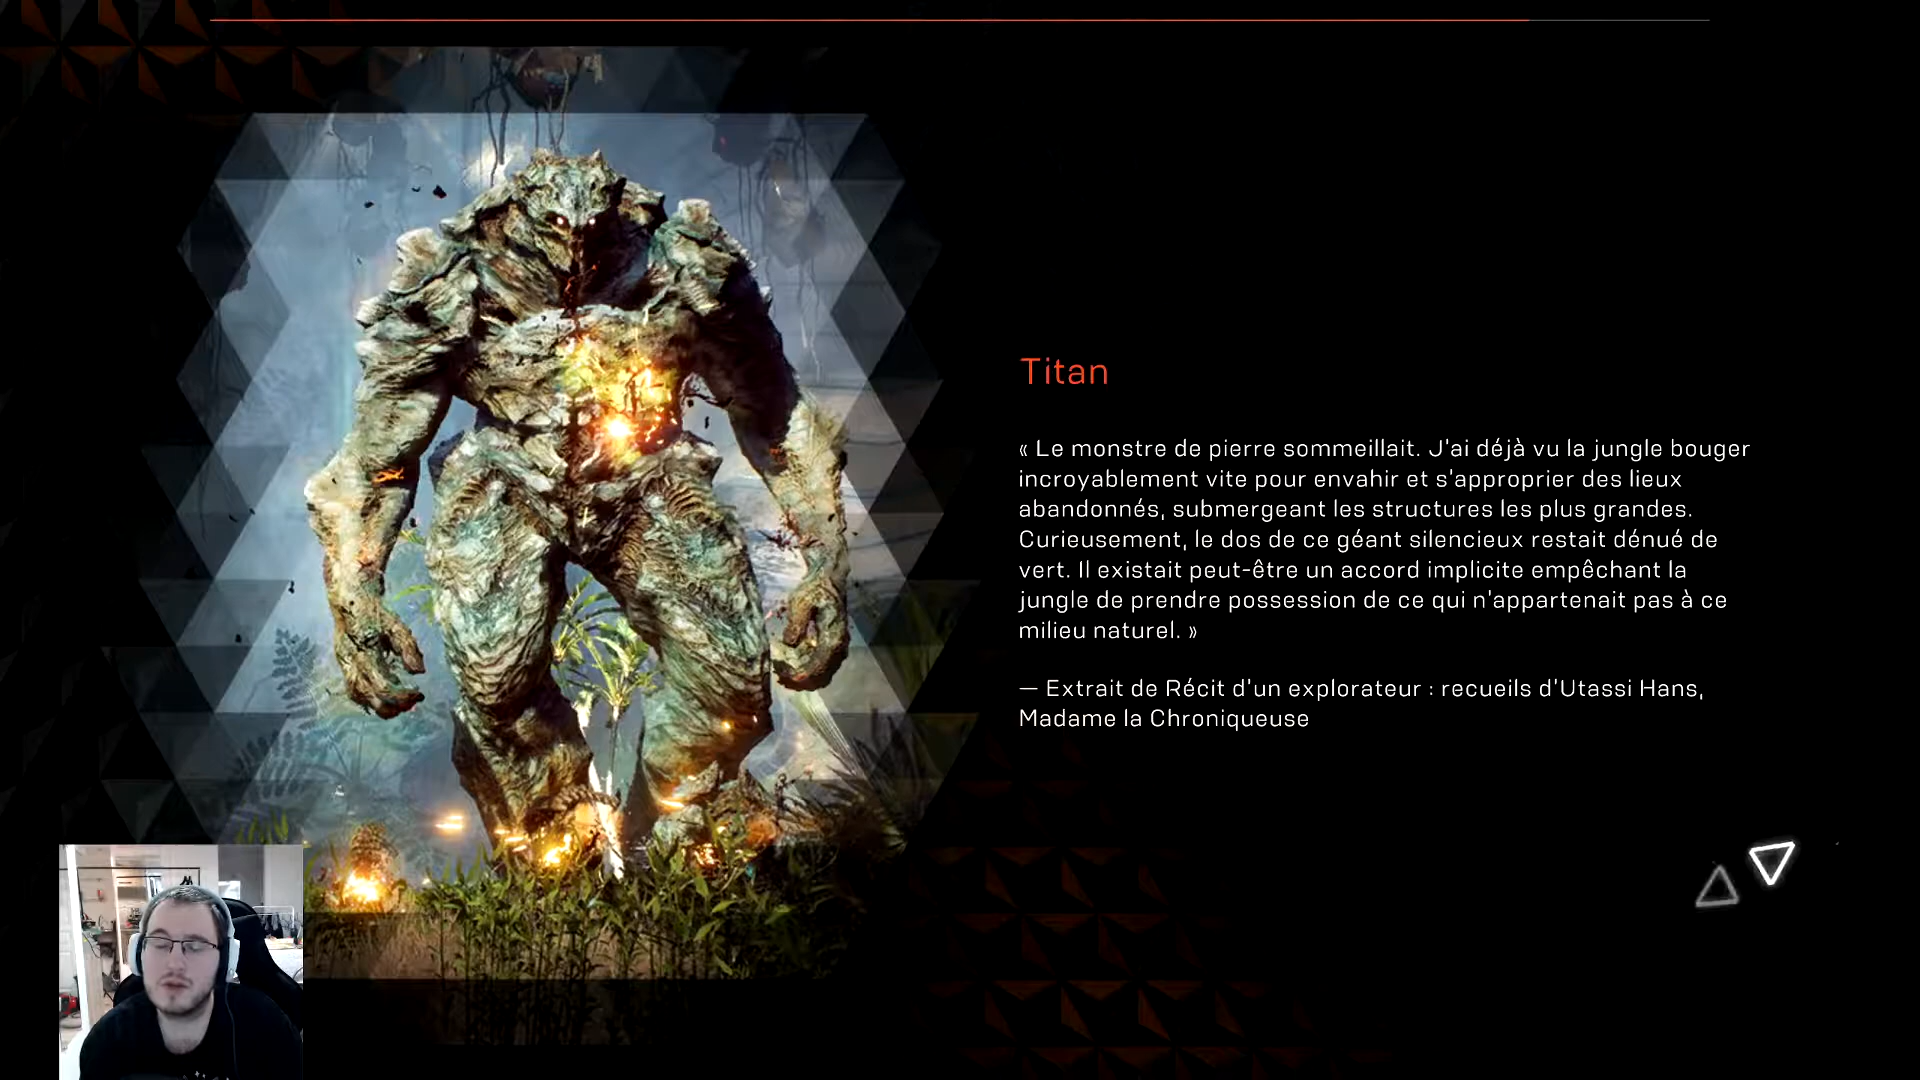 Titan
« Le monstre de pierre sommeillait. J'ai déjà vu la jungle bouger
incroyablement vite pour envahir et s'approprier des lieux
abandonnés, submergeant les structures les plus grandes.
Curieusement, le dos de ce géant silencieux restait dénué de
vert. Il existait peut-être un accord implicite empêchant la
jungle de prendre possession de ce qui n'appartenait pas à ce
milieu naturel. »
— Extrait de Récit d'un explorateur : recueils d'Utassi Hans,
Madame la Chroniqueuse